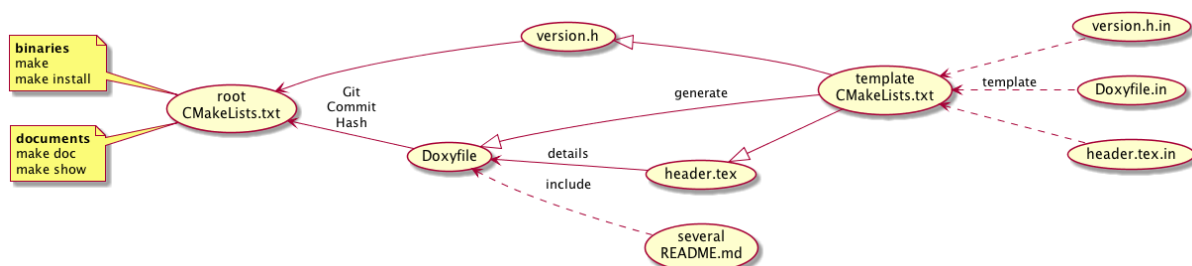 binaries
make
make install
documents
make doc
make show
root
CMakeLists.txt
Git
Commit
Hash
version.h
Doxyfile
generate
details
include
header.tex
several
README.md
template
CMakeLists.txt
template
version.h.in
Doxyfile.in
header.tex.in